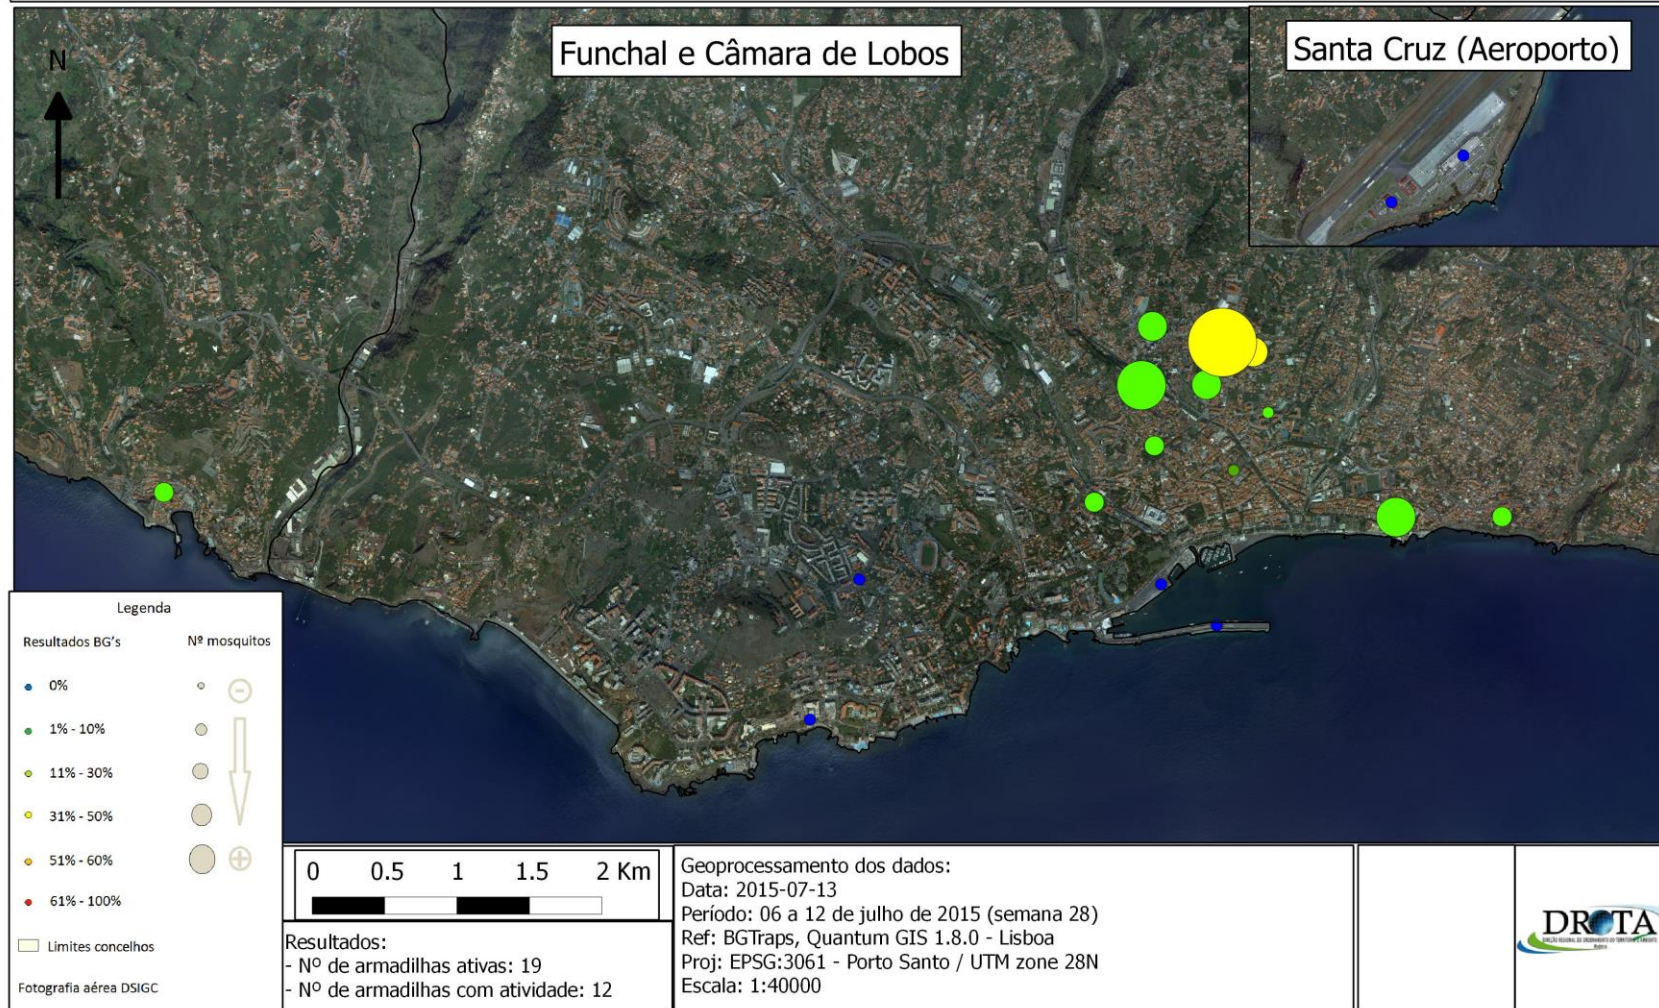 Funchal e Câmara de Lobos
Santa Cruz (Aeroporto)
N
Legenda
Resultados BG's Nº mosquitos
0%
1% - 10%
11% - 30%
31% - 50%
51% - 60%
61% - 100%
Limites concelhos
Fotografia aérea DSIGC
0 0.5 1 1.5 2 Km
Resultados:
- Nº de armadilhas ativas: 19
- Nº de armadilhas com atividade: 12
Geoprocessamento dos dados:
Data: 2015-07-13
Período: 06 a 12 de julho de 2015 (semana 28)
Ref: BGTraps, Quantum GIS 1.8.0 - Lisboa
Proj: EPSG:3061 - Porto Santo / UTM zone 28N
Escala: 1:40000
DROTA